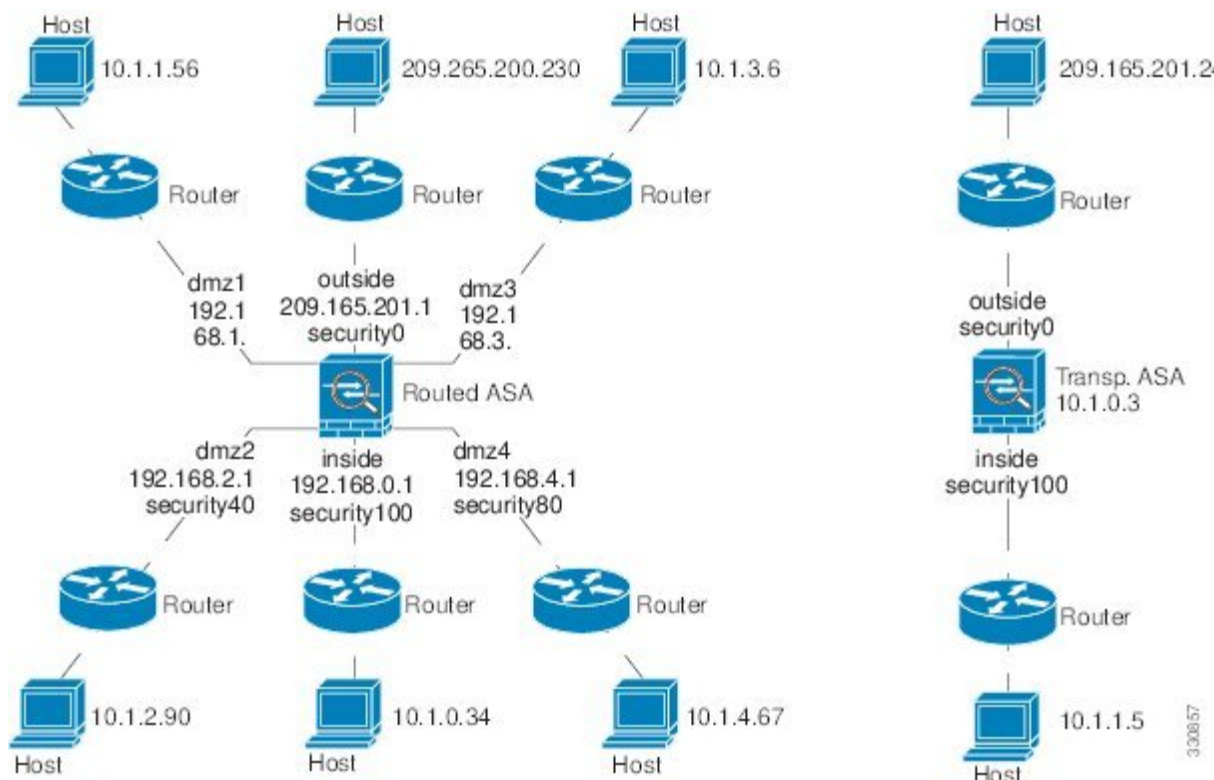 Host
Host
Host
Host
10.1.1.56
209.265.200.230
10.1.3.6
209.165.201.2
Router
Router
Router
Router
dmz1
192.1
68.1.
outside
209.165.201.1
security0
dmz3
192.1
68.3.
outside
security0
Routed ASA
Transp. ASA
10.1.0.3
dmz2
192.168.2.1
security40
inside
192.168.0.1
security100
dmz4
192.168.4.1
security80
inside
security100
Router
Router
Router
Router
10.1.2.90
10.1.0.34
10.1.4.67
10.1.1.5
Host
Host
Host
Host
330857